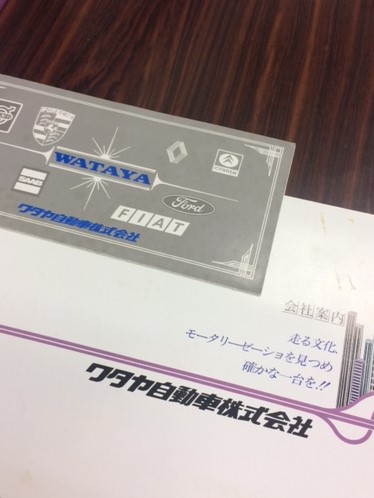 WATAYA
SAAB
Ford
FIAT
ワタヤ自動車株式会社
会社案内
走る文化、
モータリーゼーショを見つめ
確かな一台を!!
ワタヤ自動車株式会社